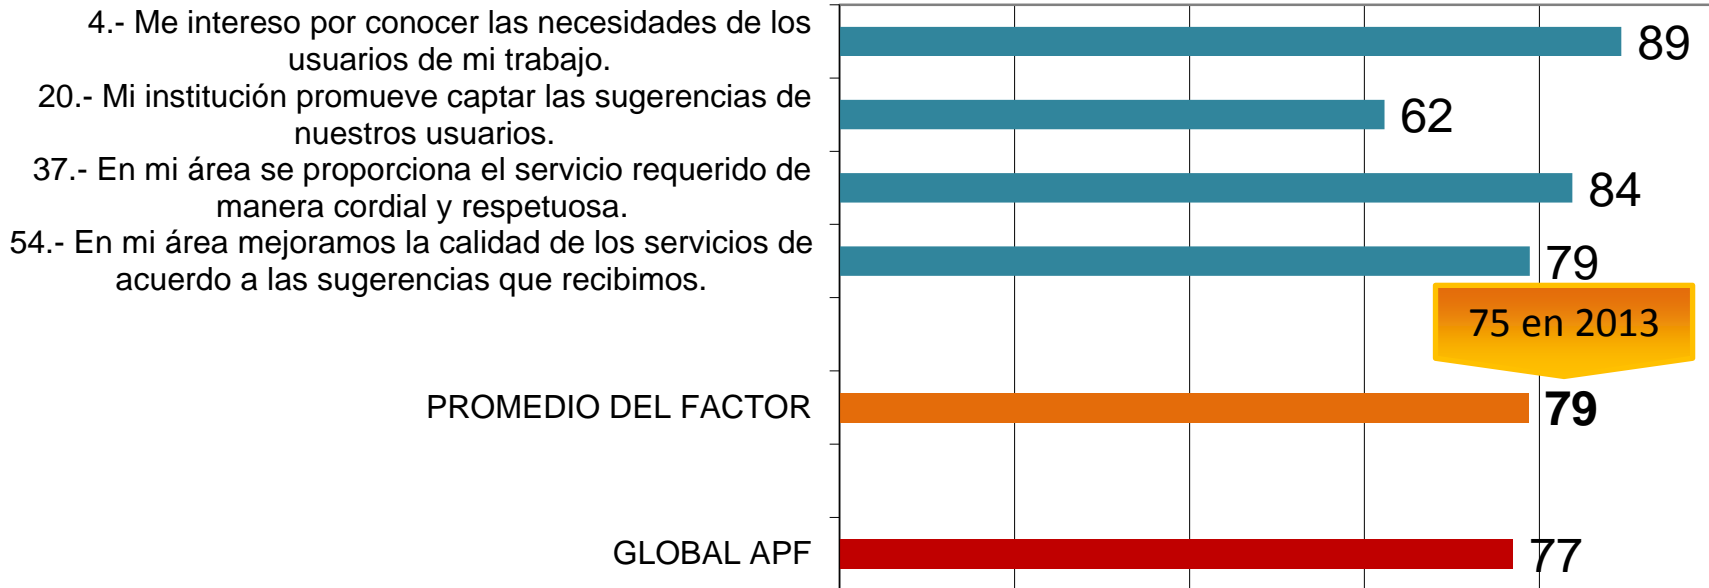 4.- Me intereso por conocer las necesidades de los
usuarios de mi trabajo.
89
20.- Mi institución promueve captar las sugerencias de
nuestros usuarios.
62
37.- En mi área se proporciona el servicio requerido de
manera cordial y respetuosa.
84
54.- En mi área mejoramos la calidad de los servicios de
acuerdo a las sugerencias que recibimos.
79
75 en 2013
PROMEDIO DEL FACTOR
79
GLOBAL APF
77